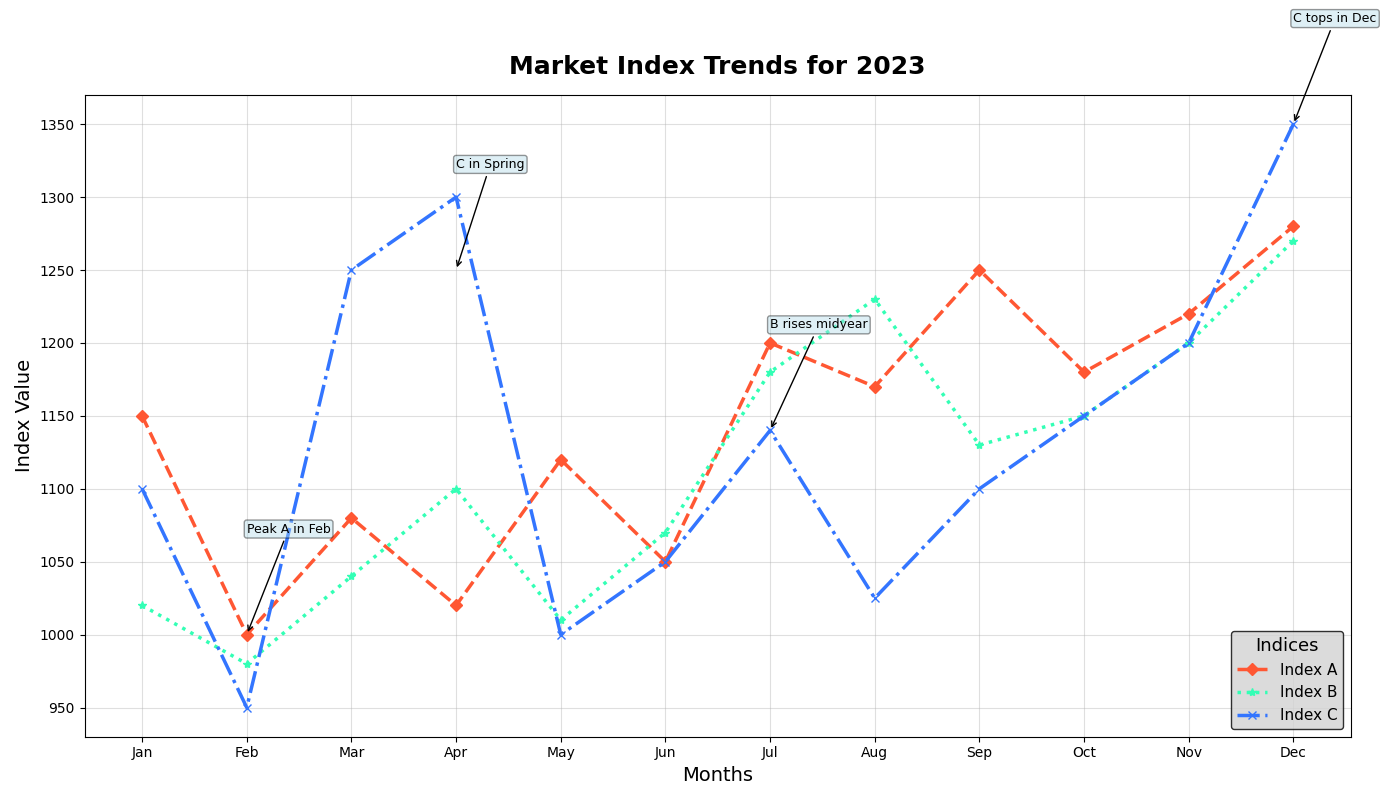 C tops in Dec
Market Index Trends for 2023
1350
1300
1250
1200
1150
1100
1050
1000
950
Index Value
C in Spring
B rises midyear
Peak A in Feb
Indices
Index A
Index B
Index C
Jan Feb Mar Apr May Jun Jul Aug Sep Oct Nov Dec
Months